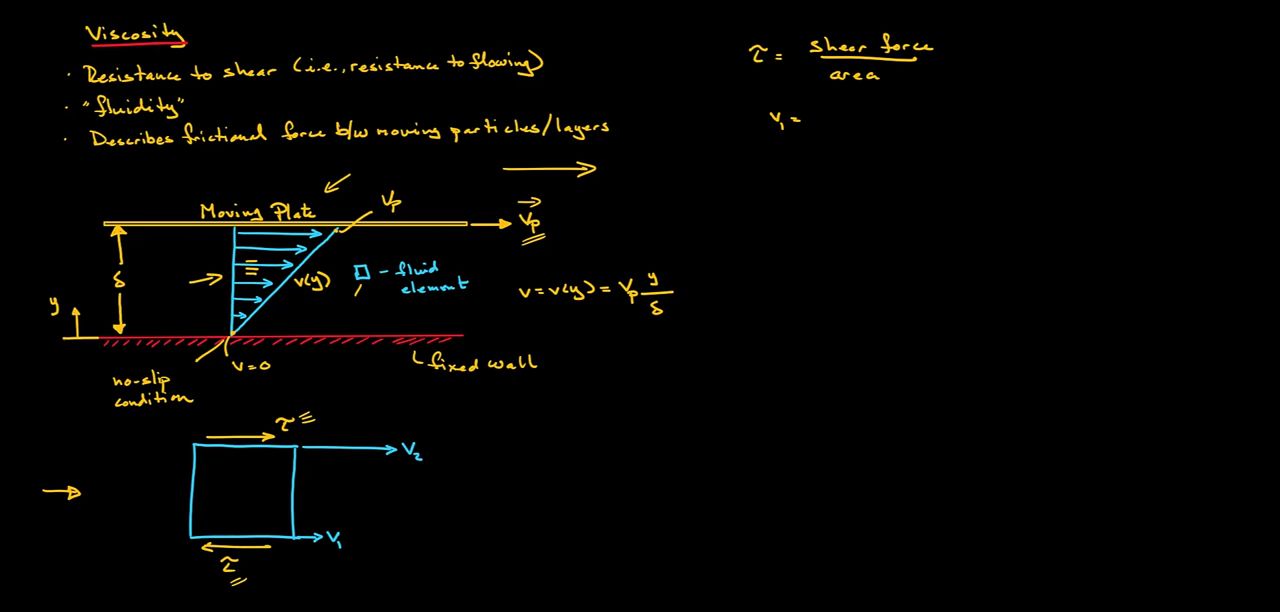 Viscosity
· Resistance to shear (i.e., resistance to flowing)
· "fluidity"
· Describes frictional force b/w moving particles/layers
τ = shear force / area
v₁ =
Moving Plate
Vp
Vp
δ
y
v(y)
- fluid
element
v = v(y) = Vp y/δ
v=0
fixed wall
no-slip
condition
τ
V₂
V₁
τ